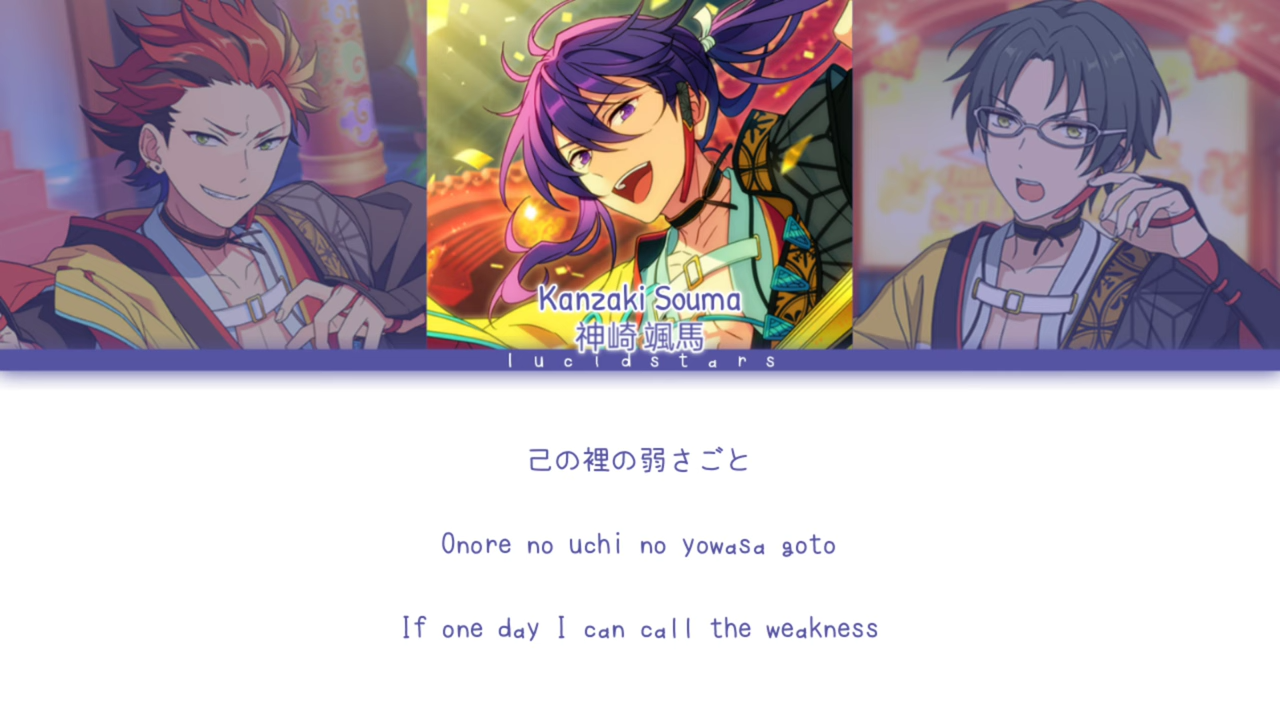 Kanzaki Souma
神崎 颯馬
lucidstars
己の裡の弱さごと
Onore no uchi no yowasa goto
If one day I can call the weakness